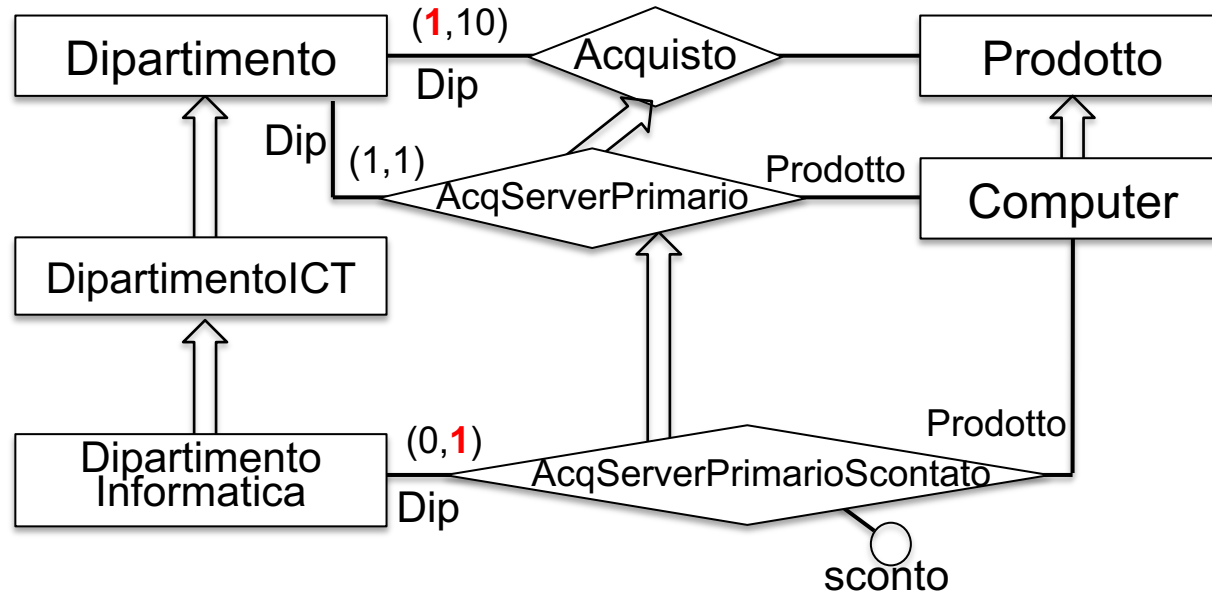 (1,10)
Dipartimento
Acquisto
Prodotto
Dip
Dip
(1,1)
Prodotto
AcqServerPrimario
Computer
DipartimentoICT
Prodotto
(0,1)
Dipartimento
Informatica
AcqServerPrimarioScontato
Dip
sconto